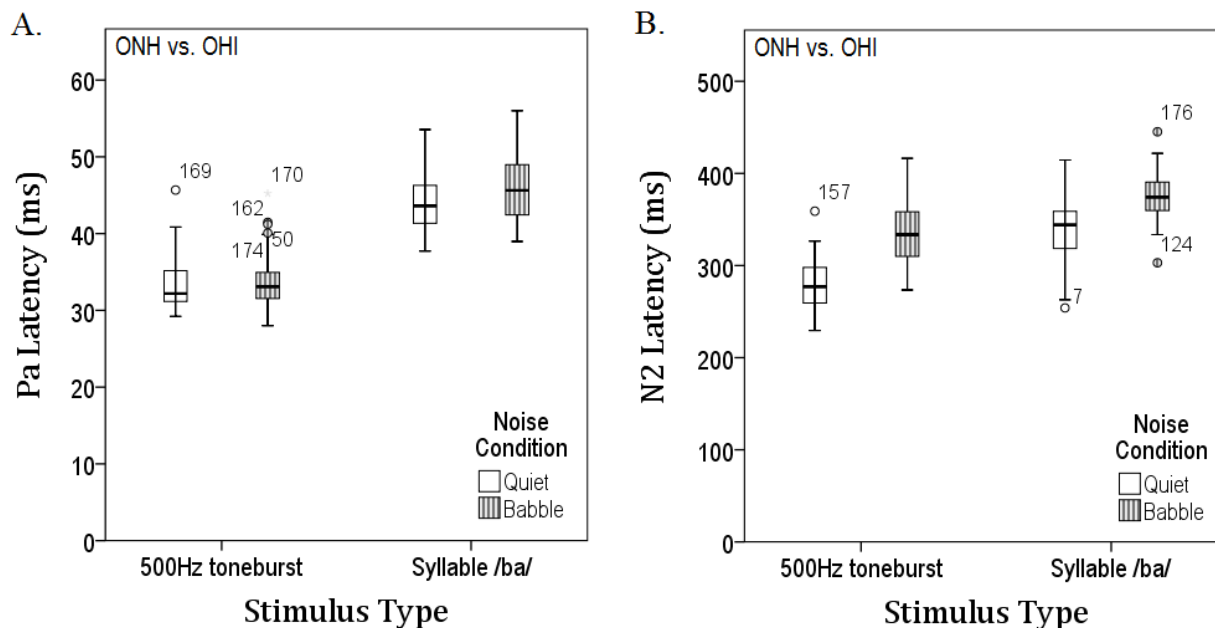 A.
ONH vs. OHI
60
50
40
30
20
10
0
Pa Latency (ms)
169
170
162
50
174
Noise
Condition
Quiet
Babble
500Hz toneburst
Syllable /ba/
Stimulus Type
B.
ONH vs. OHI
500
400
300
200
100
0
N2 Latency (ms)
157
176
124
7
Noise
Condition
Quiet
Babble
500Hz toneburst
Syllable /ba/
Stimulus Type